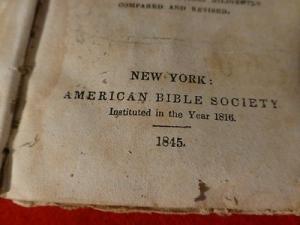 COMPARED AND REVISED.
NEW YORK:
AMERICAN BIBLE SOCIETY
Instituted in the Year 1816.
1845.